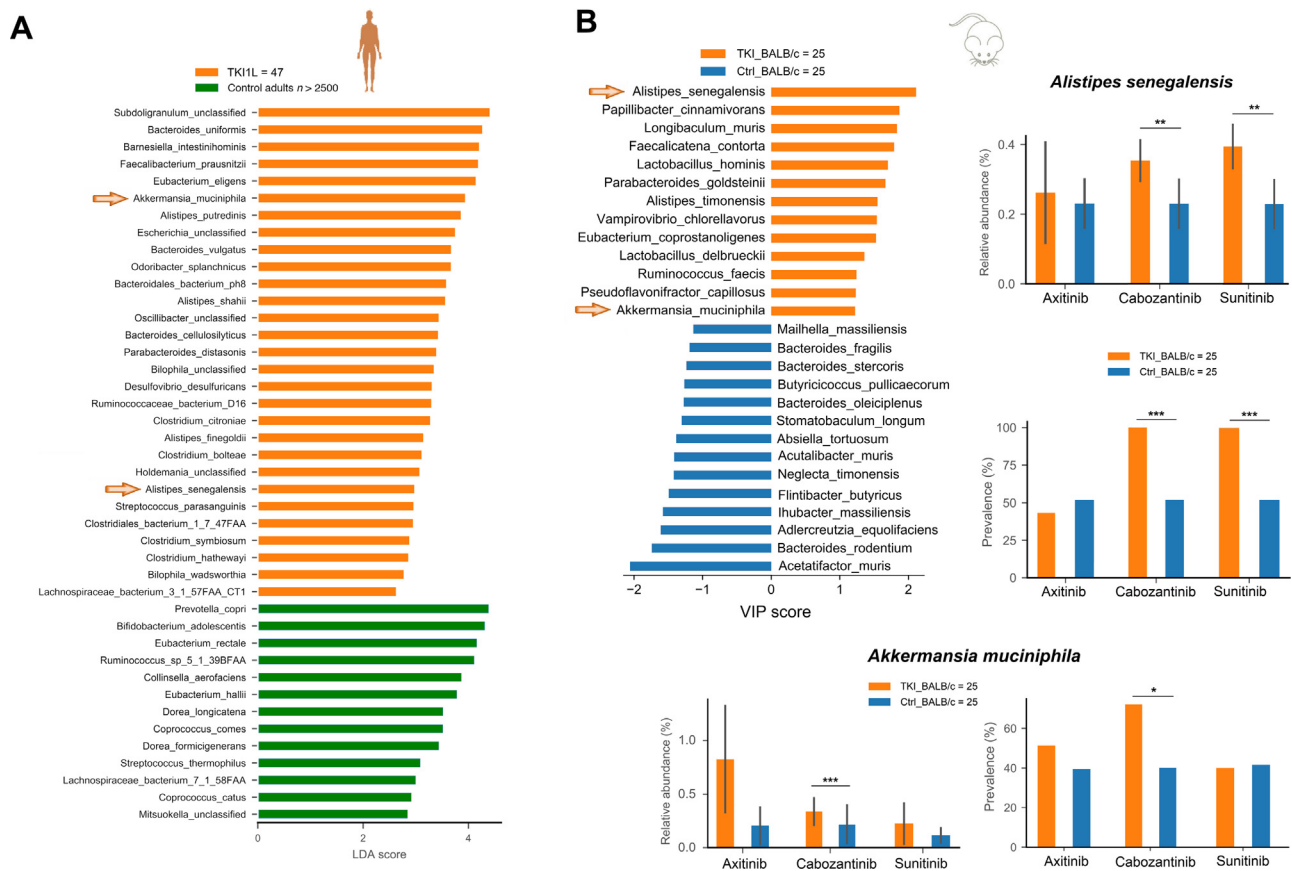 A
TKI1L = 47
Control adults n > 2500
Subdoligranulum_unclassified
Bacteroides_uniformis
Barnesiella_intestinihominis
Faecalibacterium_prausnitzii
Eubacterium_eligens
Akkermansia_muciniphila
Alistipes_putredinis
Escherichia_unclassified
Bacteroides_vulgatus
Odoribacter_splanchnicus
Bacteroidales_bacterium_ph8
Alistipes_shahii
Oscillibacter_unclassified
Bacteroides_cellulosilyticus
Parabacteroides_distasonis
Bilophila_unclassified
Desulfovibrio_desulfuricans
Ruminococcaceae_bacterium_D16
Clostridium_citroniae
Alistipes_finegoldii
Clostridium_bolteae
Holdemania_unclassified
Alistipes_senegalensis
Streptococcus_parasanguinis
Clostridiales_bacterium_1_7_47FAA
Clostridium_symbiosum
Clostridium_hathewayi
Bilophila_wadsworthia
Lachnospiraceae_bacterium_3_1_57FAA_CT1
Prevotella_copri
Bifidobacterium_adolescentis
Eubacterium_rectale
Ruminococcus_sp_5_1_39BFAA
Collinsella_aerofaciens
Eubacterium_hallii
Dorea_longicatena
Coprococcus_comes
Dorea_formicigenerans
Streptococcus_thermophilus
Lachnospiraceae_bacterium_7_1_58FAA
Coprococcus_catus
Mitsuokella_unclassified
0 2 4
LDA score
B
TKI_BALB/c = 25
Ctrl_BALB/c = 25
Alistipes_senegalensis
Papillibacter_cinnamivorans
Longibaculum_muris
Faecalicatena_contorta
Lactobacillus_hominis
Parabacteroides_goldsteinii
Alistipes_timonensis
Vampirovibrio_chlorellavorus
Eubacterium_coprostanoligenes
Lactobacillus_delbrueckii
Ruminococcus_faecis
Pseudoflavonifractor_capillosus
Akkermansia_muciniphila
Mailhella_massiliensis
Bacteroides_fragilis
Bacteroides_stercoris
Butyricicoccus_pullicaecorum
Bacteroides_oleiciplenus
Stomatobaculum_longum
Absiella_tortuosum
Acutalibacter_muris
Neglecta_timonensis
Flintibacter_butyricus
Ihubacter_massiliensis
Adlercreutzia_equolifaciens
Bacteroides_rodentium
Acetatifactor_muris
−2 −1 0 1 2
VIP score
Alistipes senegalensis
** **
Relative abundance (%)
0.4
0.2
0.0
Axitinib Cabozantinib Sunitinib
TKI_BALB/c = 25
Ctrl_BALB/c = 25
*** ***
Prevalence (%)
100
75
50
25
0
Axitinib Cabozantinib Sunitinib
Akkermansia muciniphila
TKI_BALB/c = 25
Ctrl_BALB/c = 25
***
Relative abundance (%)
1.0
0.5
0.0
Axitinib Cabozantinib Sunitinib
*
Prevalence (%)
60
40
20
0
Axitinib Cabozantinib Sunitinib